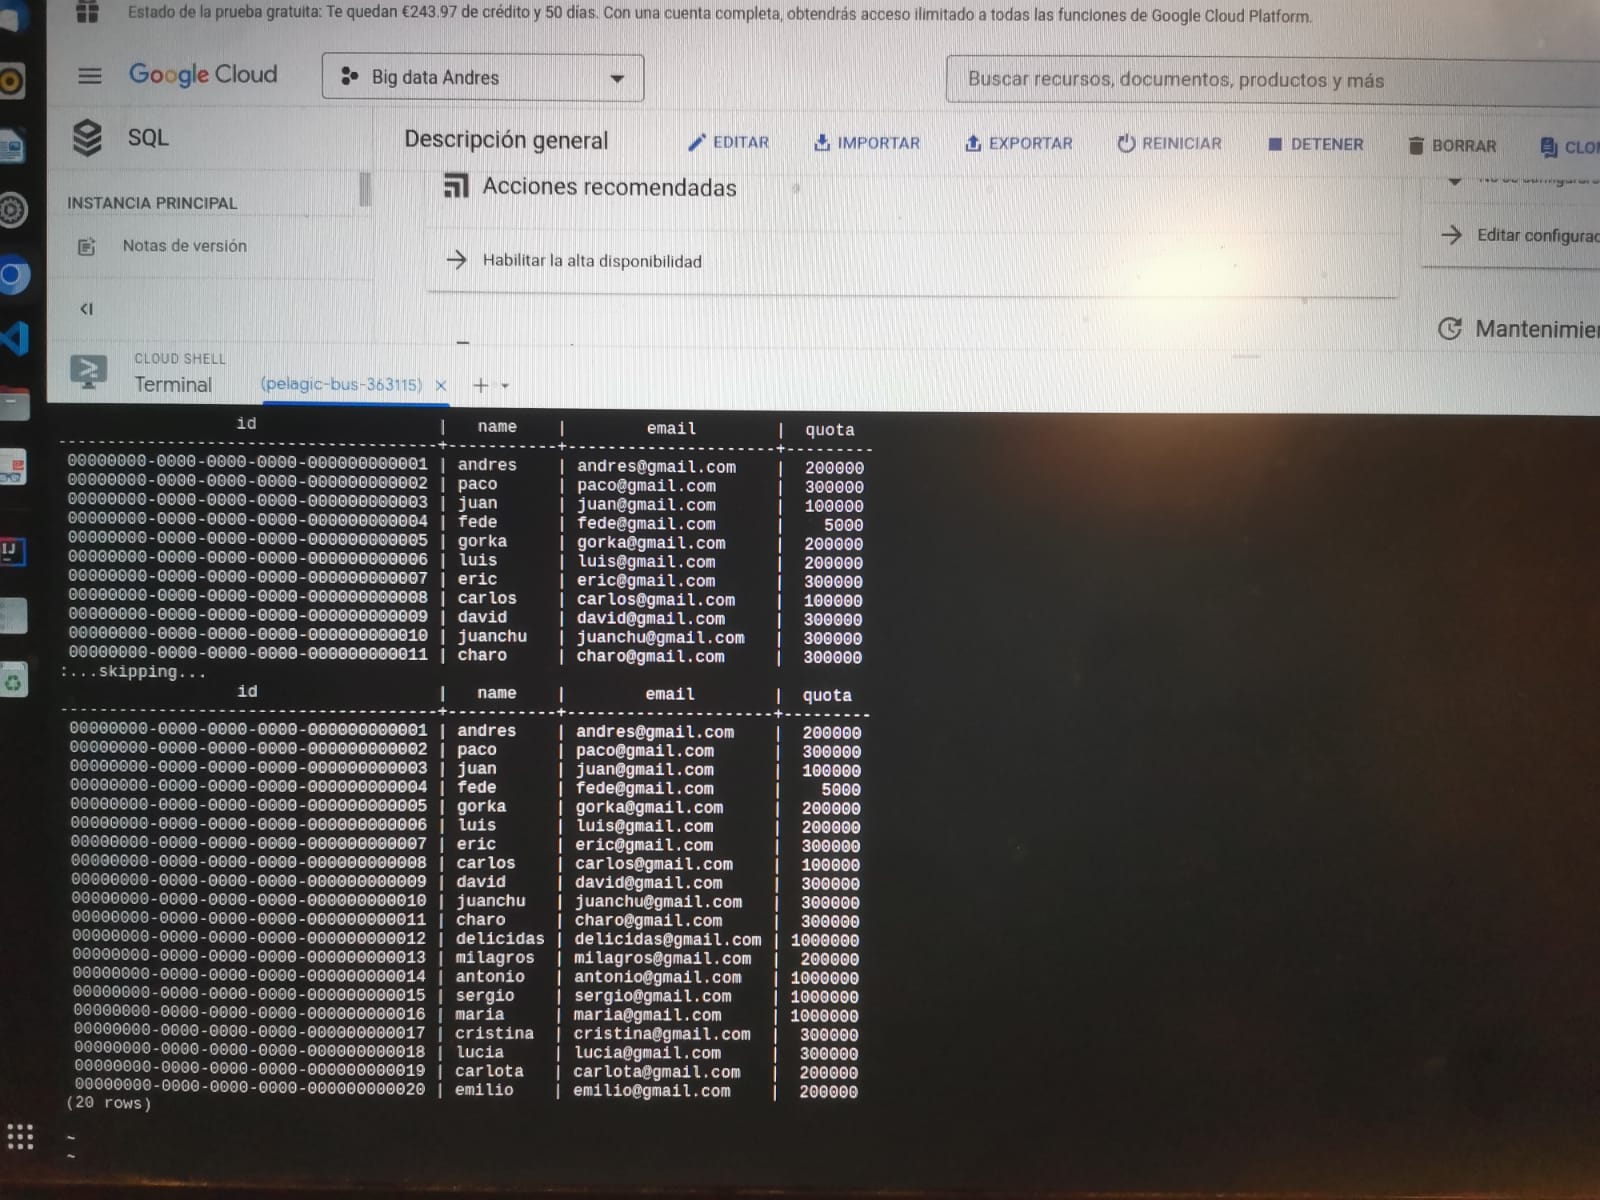 Estado de la prueba gratuita: Te quedan €243.97 de crédito y 50 días. Con una cuenta completa, obtendrás acceso ilimitado a todas las funciones de Google Cloud Platform.
Google Cloud Big data Andres Buscar recursos, documentos, productos y más
SQL Descripción general EDITAR IMPORTAR EXPORTAR REINICIAR DETENER BORRAR CLO
INSTANCIA PRINCIPAL
Acciones recomendadas
Notas de versión
Habilitar la alta disponibilidad
Editar configurac
Mantenimie
CLOUD SHELL
Terminal (pelagic-bus-363115) × +
id | name | email | quota
00000000-0000-0000-0000-000000000001 | andres | andres@gmail.com | 200000
00000000-0000-0000-0000-000000000002 | paco | paco@gmail.com | 300000
00000000-0000-0000-0000-000000000003 | juan | juan@gmail.com | 100000
00000000-0000-0000-0000-000000000004 | fede | fede@gmail.com | 5000
00000000-0000-0000-0000-000000000005 | gorka | gorka@gmail.com | 200000
00000000-0000-0000-0000-000000000006 | luis | luis@gmail.com | 200000
00000000-0000-0000-0000-000000000007 | eric | eric@gmail.com | 300000
00000000-0000-0000-0000-000000000008 | carlos | carlos@gmail.com | 100000
00000000-0000-0000-0000-000000000009 | david | david@gmail.com | 300000
00000000-0000-0000-0000-000000000010 | juanchu | juanchu@gmail.com | 300000
00000000-0000-0000-0000-000000000011 | charo | charo@gmail.com | 300000
:...skipping...
id | name | email | quota
00000000-0000-0000-0000-000000000001 | andres | andres@gmail.com | 200000
00000000-0000-0000-0000-000000000002 | paco | paco@gmail.com | 300000
00000000-0000-0000-0000-000000000003 | juan | juan@gmail.com | 100000
00000000-0000-0000-0000-000000000004 | fede | fede@gmail.com | 5000
00000000-0000-0000-0000-000000000005 | gorka | gorka@gmail.com | 200000
00000000-0000-0000-0000-000000000006 | luis | luis@gmail.com | 200000
00000000-0000-0000-0000-000000000007 | eric | eric@gmail.com | 300000
00000000-0000-0000-0000-000000000008 | carlos | carlos@gmail.com | 100000
00000000-0000-0000-0000-000000000009 | david | david@gmail.com | 300000
00000000-0000-0000-0000-000000000010 | juanchu | juanchu@gmail.com | 300000
00000000-0000-0000-0000-000000000011 | charo | charo@gmail.com | 300000
00000000-0000-0000-0000-000000000012 | delicidas | delicidas@gmail.com | 1000000
00000000-0000-0000-0000-000000000013 | milagros | milagros@gmail.com | 200000
00000000-0000-0000-0000-000000000014 | antonio | antonio@gmail.com | 1000000
00000000-0000-0000-0000-000000000015 | sergio | sergio@gmail.com | 1000000
00000000-0000-0000-0000-000000000016 | maria | maria@gmail.com | 1000000
00000000-0000-0000-0000-000000000017 | cristina | cristina@gmail.com | 300000
00000000-0000-0000-0000-000000000018 | lucia | lucia@gmail.com | 300000
00000000-0000-0000-0000-000000000019 | carlota | carlota@gmail.com | 200000
00000000-0000-0000-0000-000000000020 | emilio | emilio@gmail.com | 200000
(20 rows)
~
~